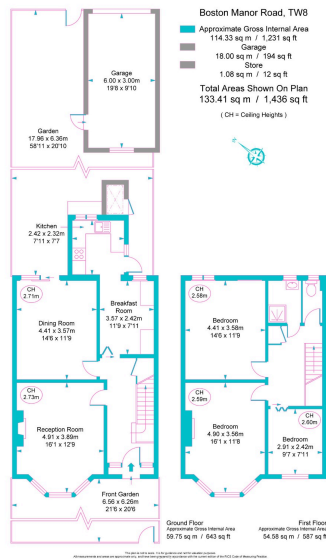 Boston Manor Road, TW8
Approximate Gross Internal Area
114.33 sq m / 1,231 sq ft
Garage
18.00 sq m / 194 sq ft
Store
1.08 sq m / 12 sq ft
Total Areas Shown On Plan
133.41 sq m / 1,436 sq ft
( CH = Ceiling Heights )
Garage
6.00 x 3.00m
19'8 x 9'10
Garden
17.96 x 6.36m
58'11 x 20'10
Kitchen
2.42 x 2.32m
7'11 x 7'7
CH
2.71m
Dining Room
4.41 x 3.57m
14'6 x 11'9
Breakfast
Room
3.57 x 2.42m
11'9 x 7'11
CH
2.73m
Reception Room
4.91 x 3.89m
16'1 x 12'9
Front Garden
6.56 x 6.26m
21'6 x 20'6
CH
2.58m
Bedroom
4.41 x 3.58m
14'6 x 11'9
CH
2.59m
Bedroom
4.90 x 3.56m
16'1 x 11'8
CH
2.60m
Bedroom
2.91 x 2.42m
9'7 x 7'11
Ground Floor
Approximate Gross Internal Area
59.75 sq m / 643 sq ft
First Floor
Approximate Gross Internal Area
54.58 sq m / 587 sq ft